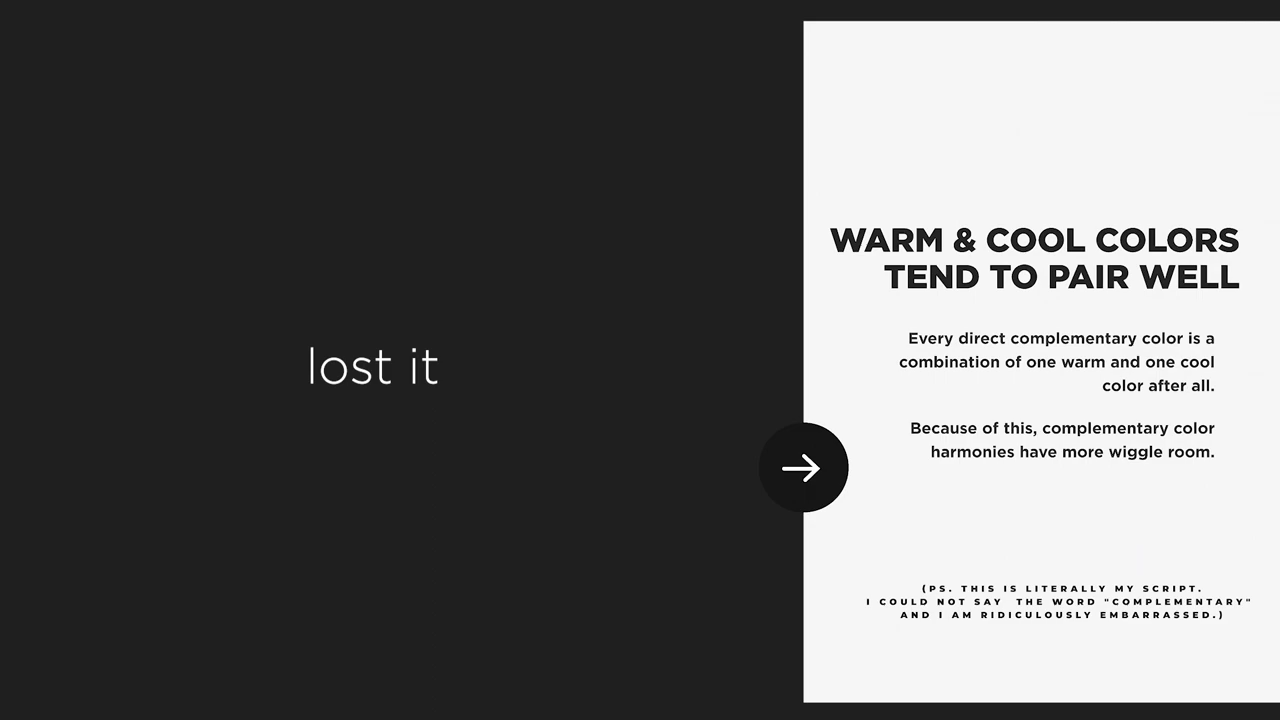 lost it
WARM & COOL COLORS
TEND TO PAIR WELL
Every direct complementary color is a
combination of one warm and one cool
color after all.
Because of this, complementary color
harmonies have more wiggle room.
(PS. THIS IS LITERALLY MY SCRIPT.
I COULD NOT SAY THE WORD "COMPLEMENTARY"
AND I AM RIDICULOUSLY EMBARRASSED.)